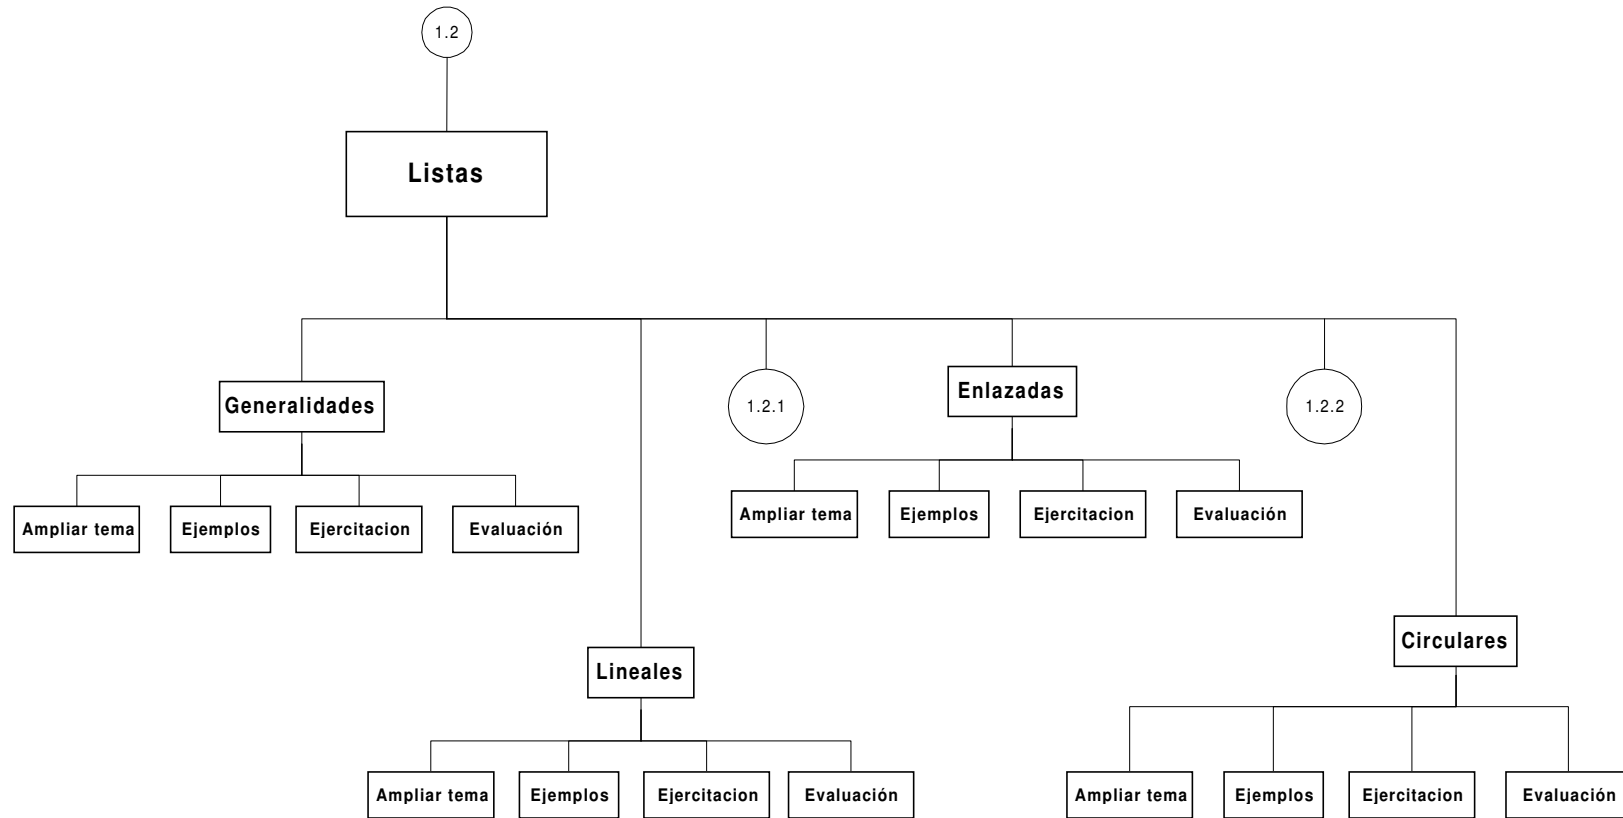 1.2
Listas
Generalidades
1.2.1
Enlazadas
1.2.2
Ampliar tema
Ejemplos
Ejercitacion
Evaluación
Ampliar tema
Ejemplos
Ejercitacion
Evaluación
Lineales
Circulares
Ampliar tema
Ejemplos
Ejercitacion
Evaluación
Ampliar tema
Ejemplos
Ejercitacion
Evaluación